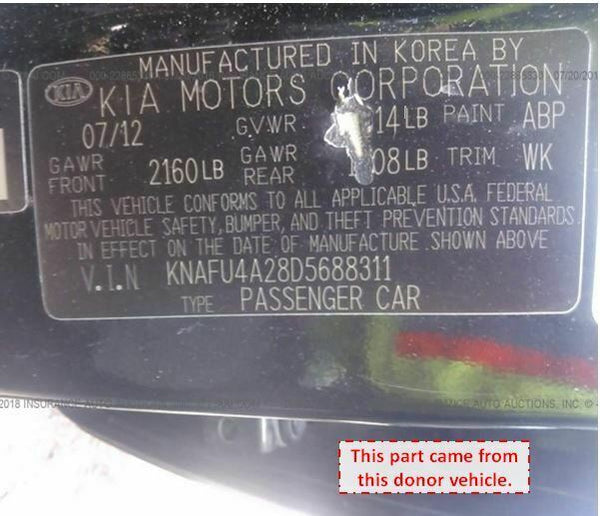 MANUFACTURED IN KOREA BY
KIA KIA MOTORS CORPORATION
07/12 GVWR 14LB PAINT ABP
GAWR FRONT 2160LB GAWR REAR 08LB TRIM WK
THIS VEHICLE CONFORMS TO ALL APPLICABLE U.S.A. FEDERAL
MOTOR VEHICLE SAFETY, BUMPER, AND THEFT PREVENTION STANDARDS
IN EFFECT ON THE DATE OF MANUFACTURE SHOWN ABOVE
V.I.N KNAFU4A28D5688311
TYPE PASSENGER CAR
This part came from
this donor vehicle.